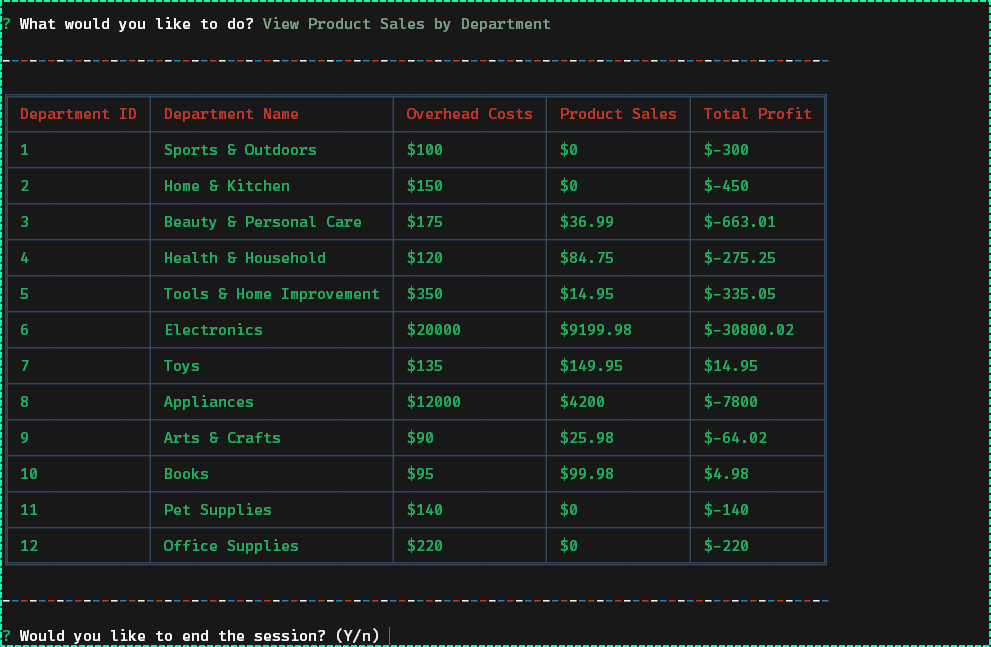 ? What would you like to do? View Product Sales by Department
Department ID Department Name Overhead Costs Product Sales Total Profit
1 Sports & Outdoors $100 $0 $-300
2 Home & Kitchen $150 $0 $-450
3 Beauty & Personal Care $175 $36.99 $-663.01
4 Health & Household $120 $84.75 $-275.25
5 Tools & Home Improvement $350 $14.95 $-335.05
6 Electronics $20000 $9199.98 $-30800.02
7 Toys $135 $149.95 $14.95
8 Appliances $12000 $4200 $-7800
9 Arts & Crafts $90 $25.98 $-64.02
10 Books $95 $99.98 $4.98
11 Pet Supplies $140 $0 $-140
12 Office Supplies $220 $0 $-220
? Would you like to end the session? (Y/n)